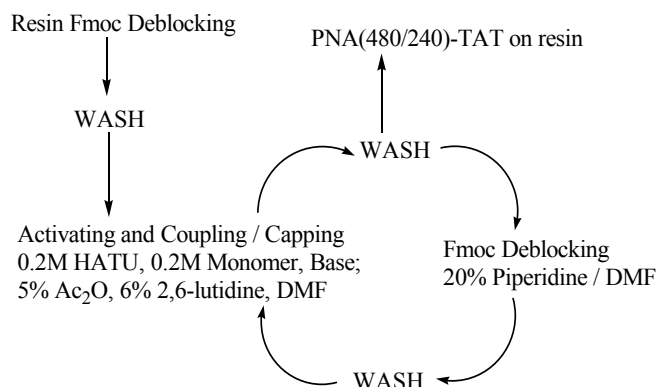 Resin Fmoc Deblocking
PNA(480/240)-TAT on resin
WASH
WASH
Activating and Coupling / Capping
0.2M HATU, 0.2M Monomer, Base;
5% Ac₂O, 6% 2,6-lutidine, DMF
Fmoc Deblocking
20% Piperidine / DMF
WASH